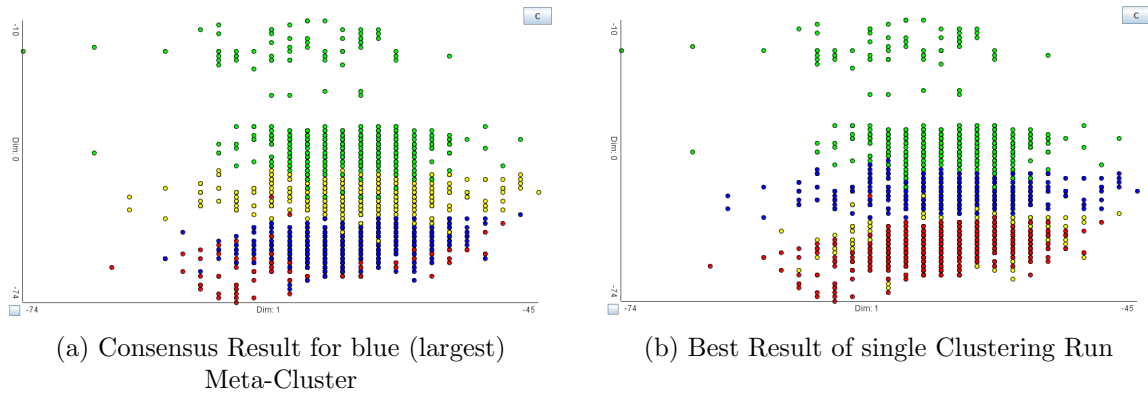 c
-10
Dim: 0
-74
-74
Dim: 1
-45
(a) Consensus Result for blue (largest)
Meta-Cluster
c
-10
Dim: 0
-74
-74
Dim: 1
-45
(b) Best Result of single Clustering Run